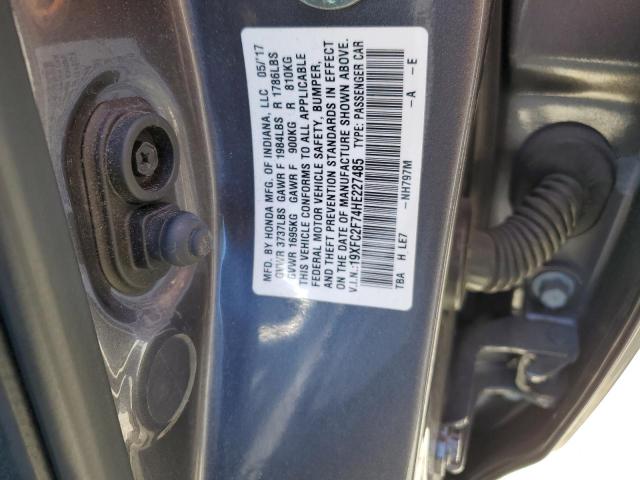 MFD. BY HONDA MFG. OF INDIANA, LLC 05/'17
GVWR 3737LBS GAWR F 1984LBS R 1786LBS
GVWR 1695KG GAWR F 900KG R 810KG
THIS VEHICLE CONFORMS TO ALL APPLICABLE
FEDERAL MOTOR VEHICLE SAFETY, BUMPER,
AND THEFT PREVENTION STANDARDS IN EFFECT
ON THE DATE OF MANUFACTURE SHOWN ABOVE.
V.I.N.:19XFC2F74HE227485 TYPE: PASSENGER CAR
TBA H LE7 -NH797M -A -E